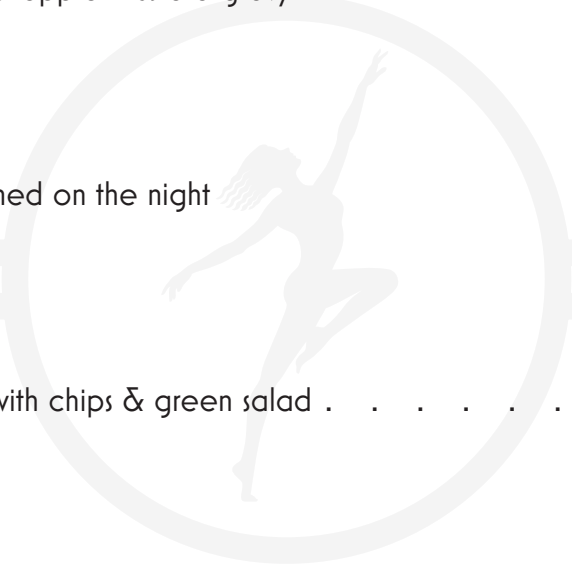 ned on the night
with chips & green salad . . . . . .